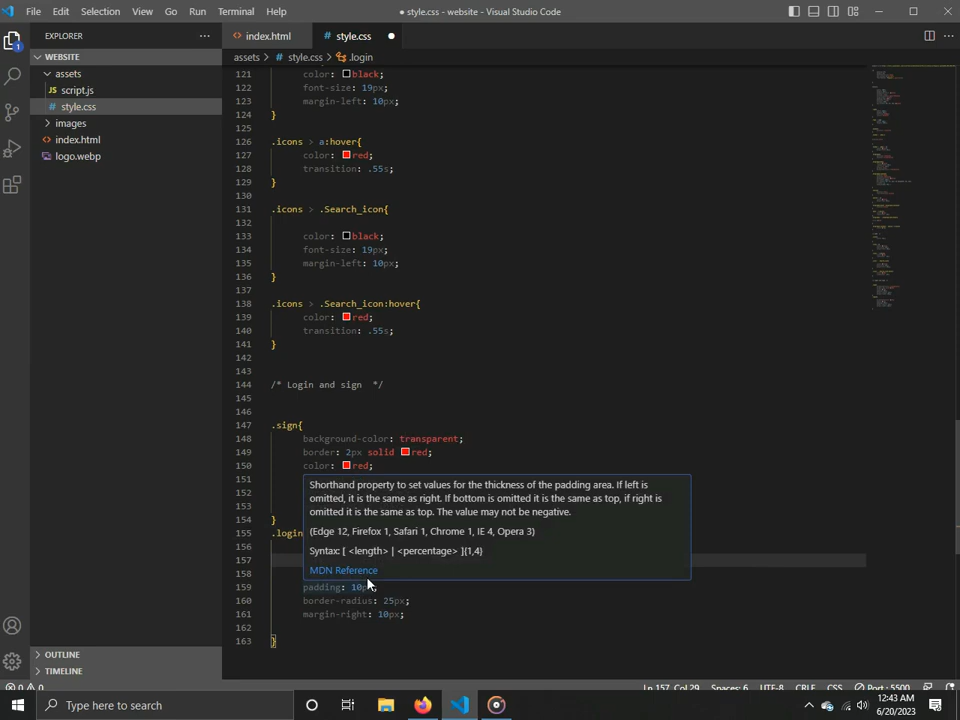 File Edit Selection View Go Run Terminal Help
● style.css - website - Visual Studio Code
EXPLORER
index.html
style.css
WEBSITE
assets > style.css > .login
assets
script.js
style.css
images
index.html
logo.webp
121 color: black;
122 font-size: 19px;
123 margin-left: 10px;
124 }
125
126 .icons > a:hover{
127 color: red;
128 transition: .55s;
129 }
130
131 .icons > .Search_icon{
132
133 color: black;
134 font-size: 19px;
135 margin-left: 10px;
136 }
137
138 .icons > .Search_icon:hover{
139 color: red;
140 transition: .55s;
141 }
142
143
144 /* Login and sign */
145
146
147 .sign{
148 background-color: transparent;
149 border: 2px solid red;
150 color: red;
151
152
153
154 }
155 .login
156
157
158
159 padding: 10p
160 border-radius: 25px;
161 margin-right: 10px;
162
163 }
Shorthand property to set values for the thickness of the padding area. If left is
omitted, it is the same as right. If bottom is omitted it is the same as top, if right is
omitted it is the same as top. The value may not be negative.
(Edge 12, Firefox 1, Safari 1, Chrome 1, IE 4, Opera 3)
Syntax: [ <length> | <percentage> ]{1,4}
MDN Reference
OUTLINE
TIMELINE
0 0
Ln 157, Col 29 Spaces: 6 UTF-8 CRLF CSS Port : 5500
Type here to search
12:43 AM
6/20/2023
1